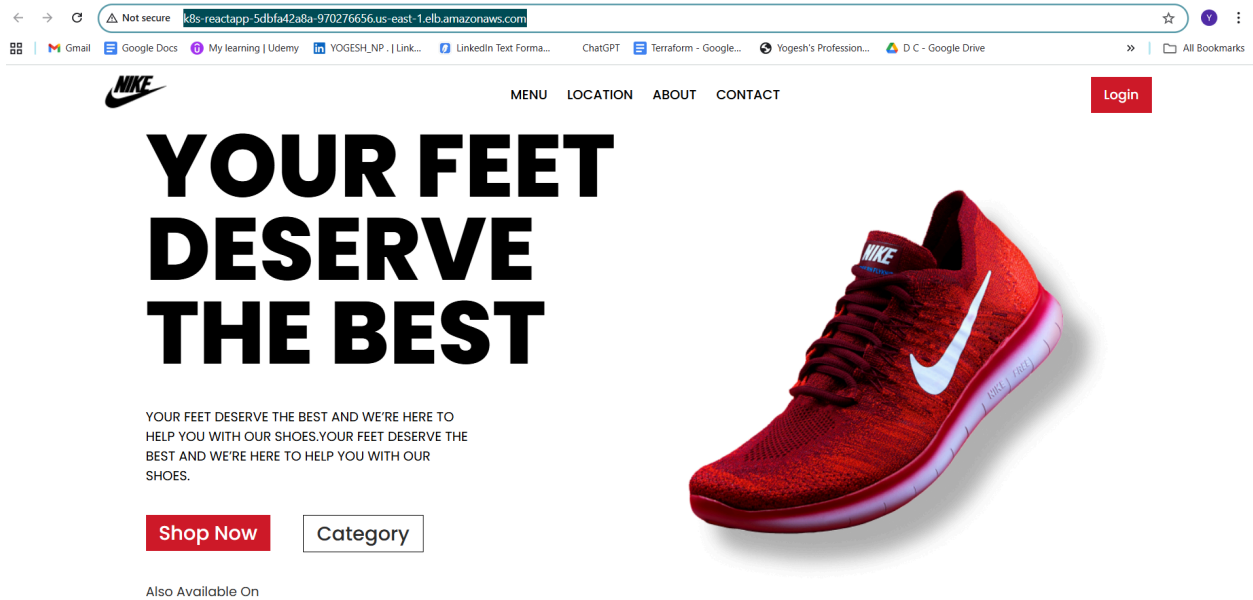 Not secure k8s-reactapp-5dbfa42a8a-970276656.us-east-1.elb.amazonaws.com Y
Gmail Google Docs My learning | Udemy YOGESH_NP . | Link... LinkedIn Text Forma... ChatGPT Terraform - Google... Yogesh's Profession... D C - Google Drive » All Bookmarks
NIKE MENU LOCATION ABOUT CONTACT Login
YOUR FEET
DESERVE
THE BEST
NIKE
NIKE FREE
YOUR FEET DESERVE THE BEST AND WE’RE HERE TO
HELP YOU WITH OUR SHOES.YOUR FEET DESERVE THE
BEST AND WE’RE HERE TO HELP YOU WITH OUR
SHOES.
Shop Now Category
Also Available On